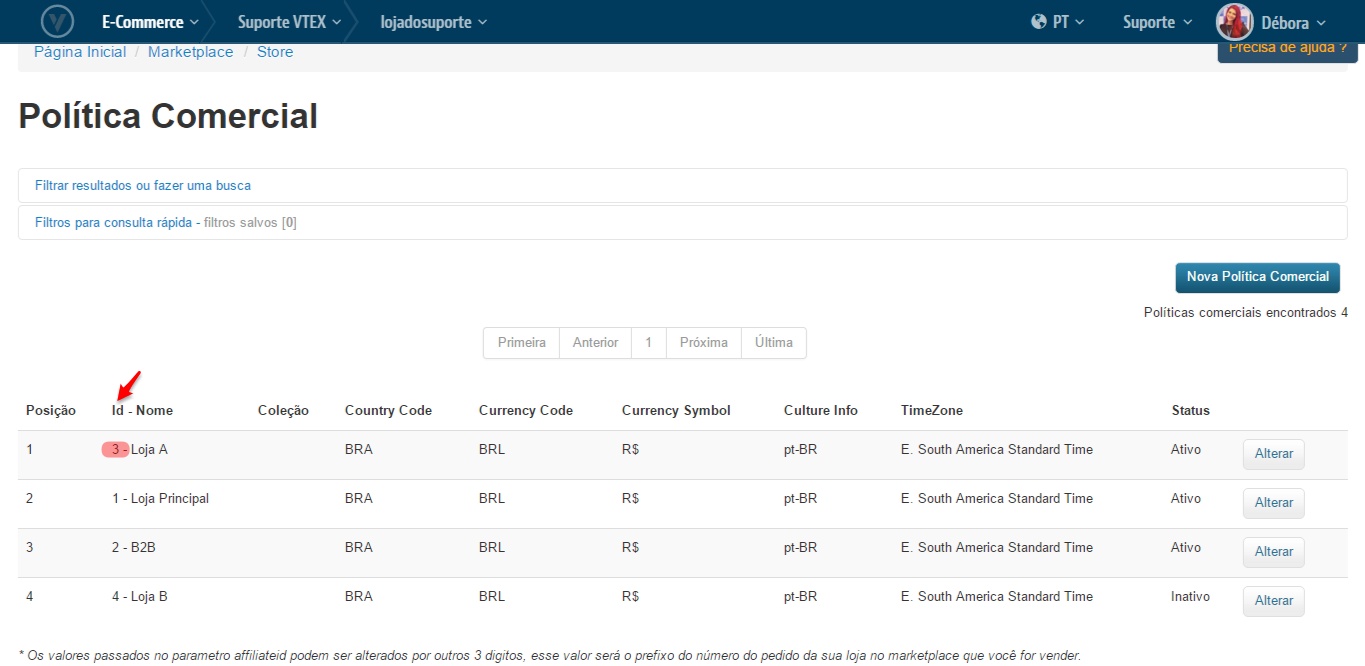 E-Commerce Suporte VTEX lojadosuporte PT Suporte Débora
Página Inicial / Marketplace / Store Precisa de ajuda ?
Política Comercial
Filtrar resultados ou fazer uma busca
Filtros para consulta rápida - filtros salvos [0]
Nova Política Comercial
Políticas comerciais encontrados 4
Primeira Anterior 1 Próxima Última
Posição Id - Nome Coleção Country Code Currency Code Currency Symbol Culture Info TimeZone Status
1 3 - Loja A BRA BRL R$ pt-BR E. South America Standard Time Ativo Alterar
2 1 - Loja Principal BRA BRL R$ pt-BR E. South America Standard Time Ativo Alterar
3 2 - B2B BRA BRL R$ pt-BR E. South America Standard Time Ativo Alterar
4 4 - Loja B BRA BRL R$ pt-BR E. South America Standard Time Inativo Alterar
* Os valores passados no parametro affiliateid podem ser alterados por outros 3 digitos, esse valor será o prefixo do número do pedido da sua loja no marketplace que você for vender.